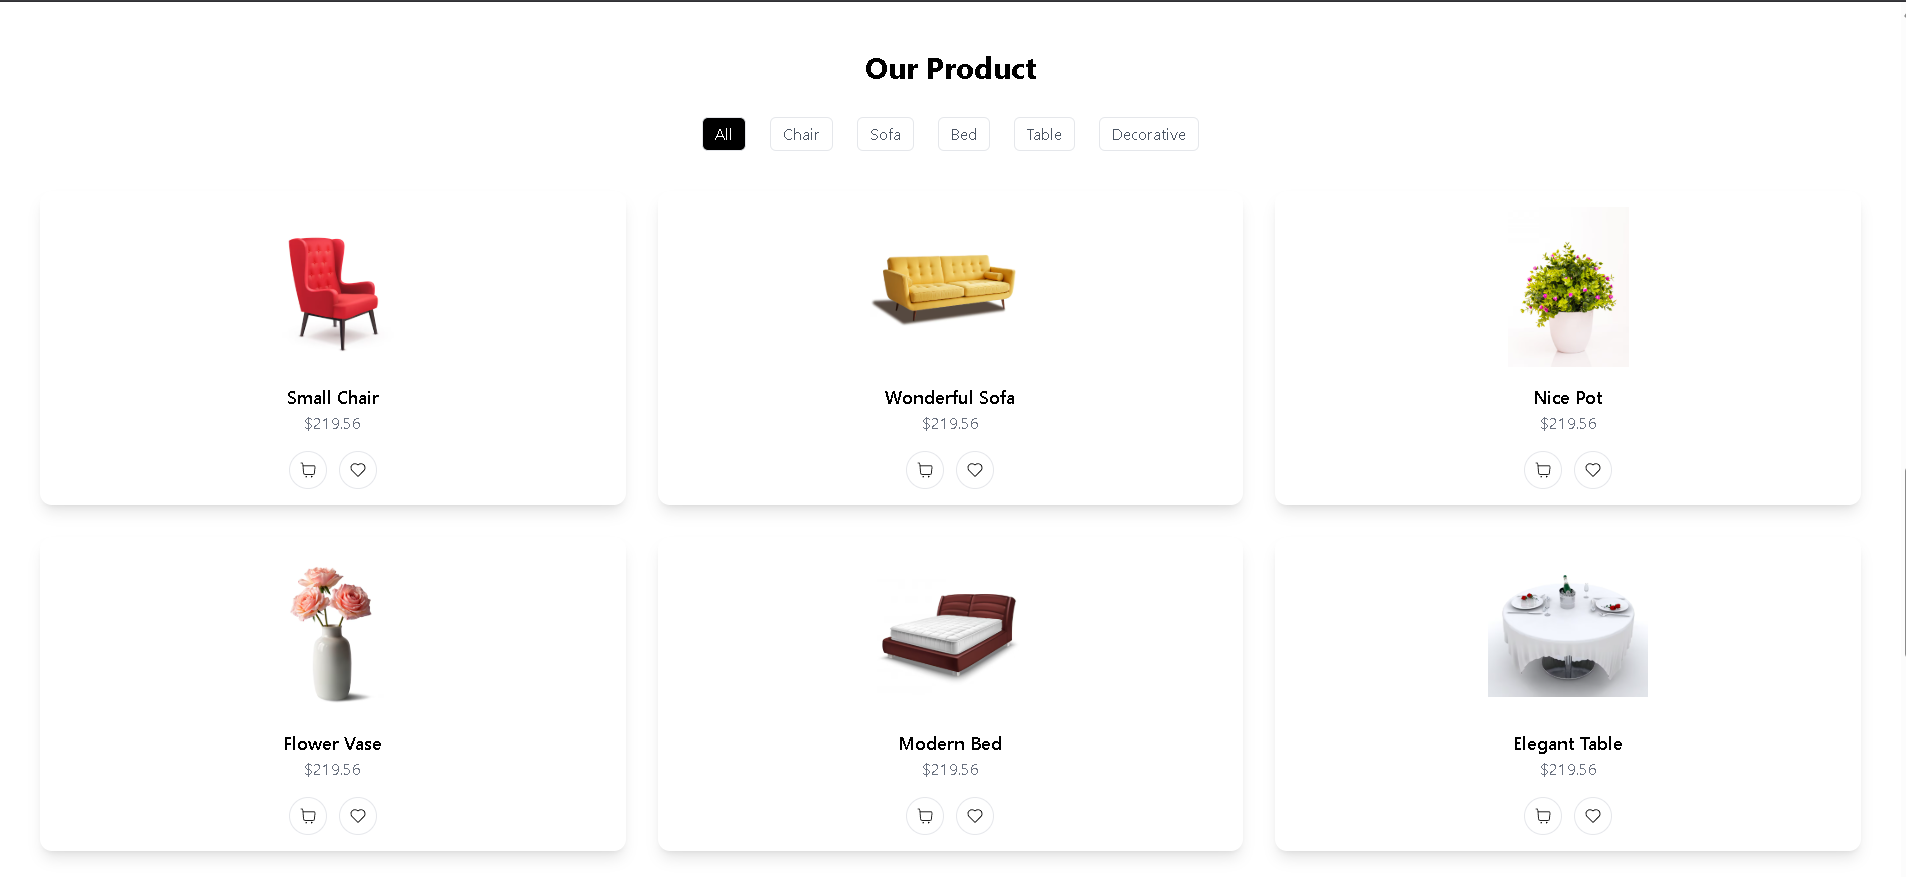 Our Product
All Chair Sofa Bed Table Decorative
Small Chair Wonderful Sofa Nice Pot
$219.56 $219.56 $219.56
Flower Vase Modern Bed Elegant Table
$219.56 $219.56 $219.56